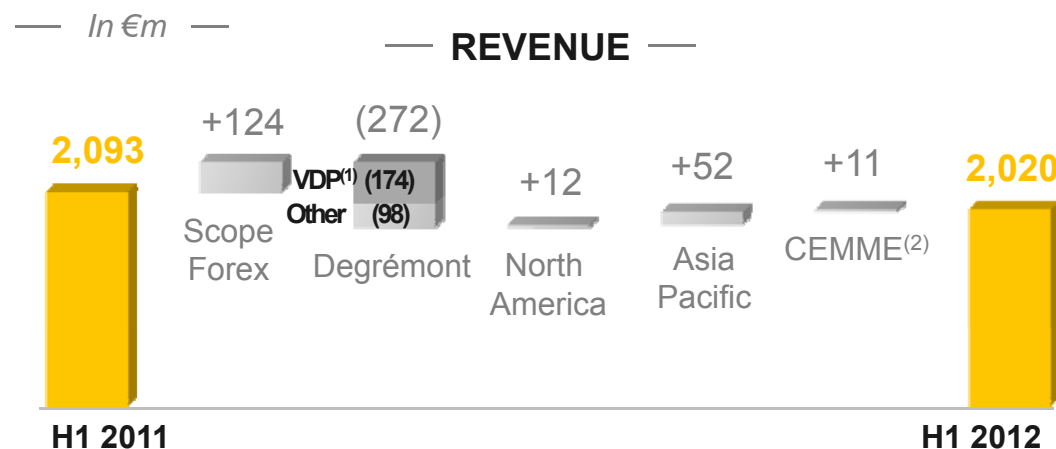 In €m
REVENUE
2,093
+124
(272)
+12
+52
+11
2,020
VDP(1) (174)
Other (98)
Scope
Forex
Degrémont
North
America
Asia
Pacific
CEMME(2)
H1 2011
H1 2012